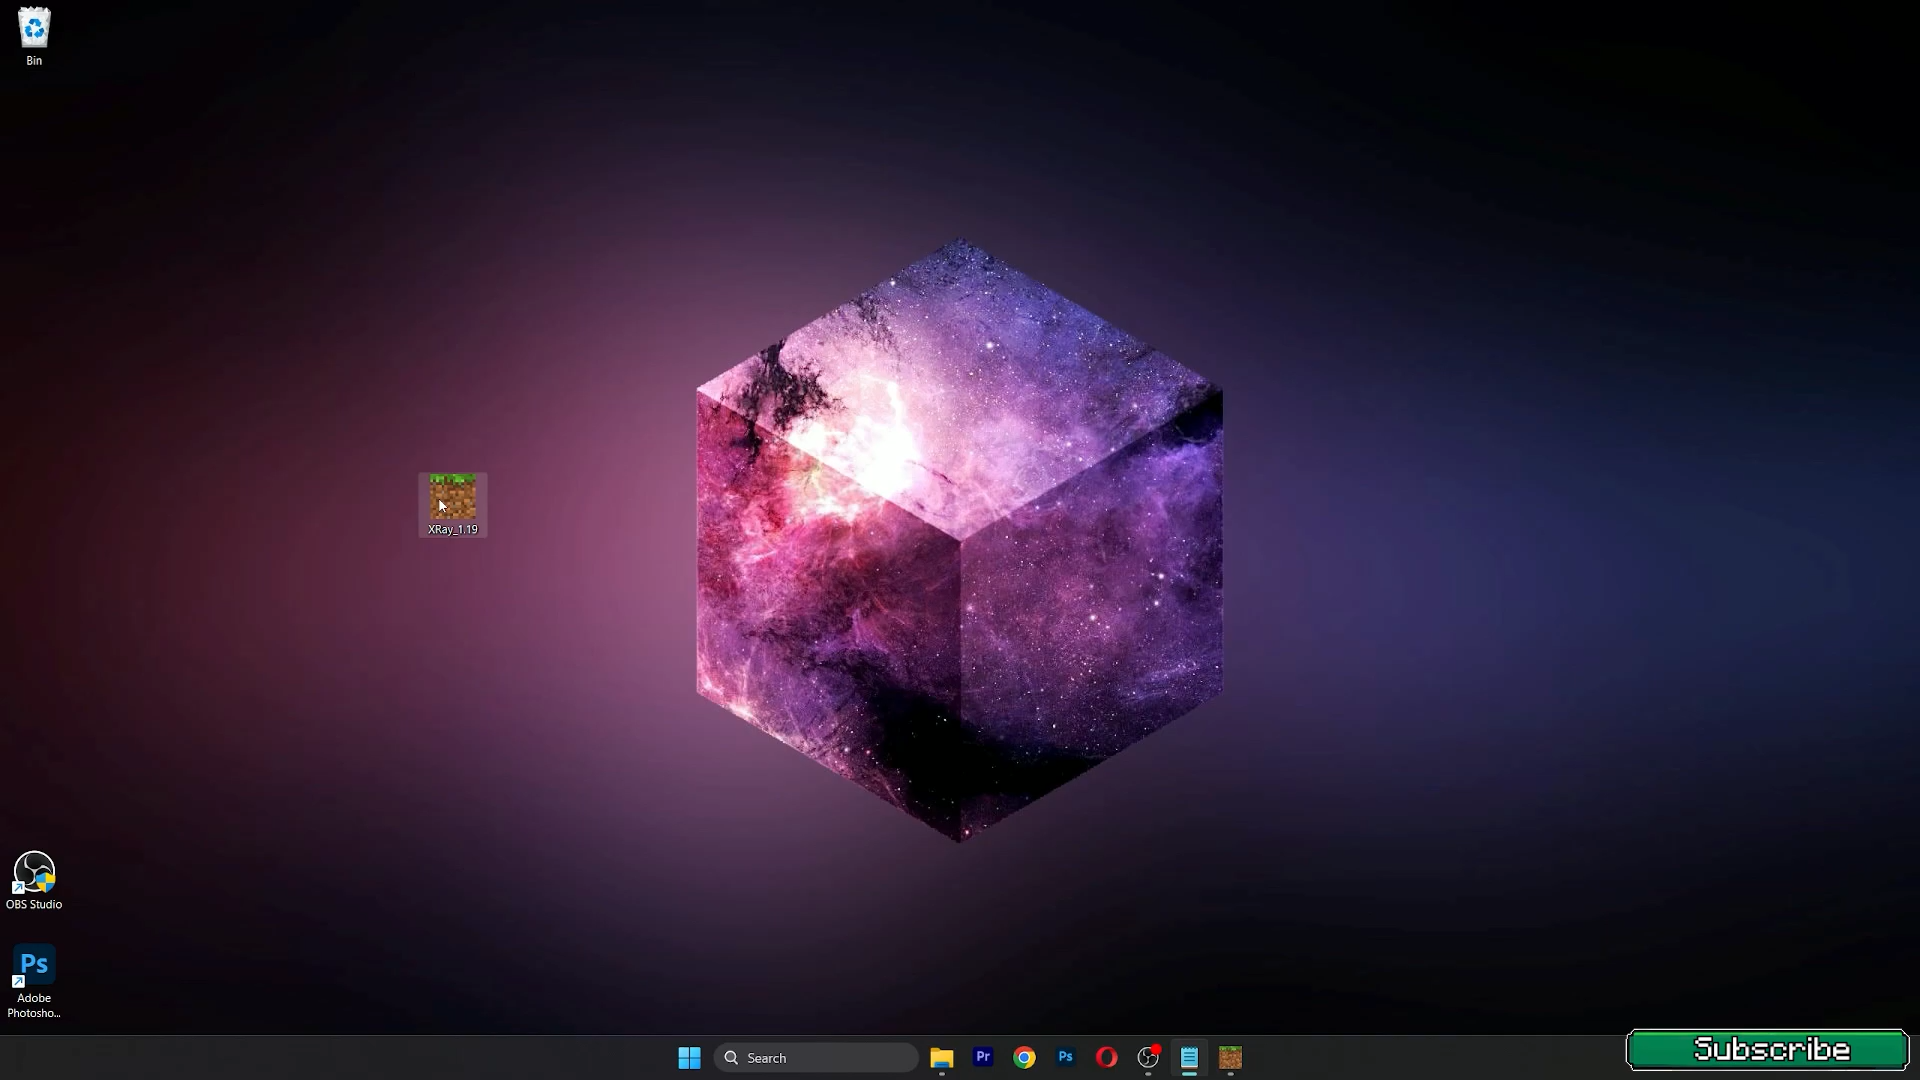 Bin
XRay_1.19
OBS Studio
Ps
Adobe
Photosho...
Search
Pr
Ps
Subscribe